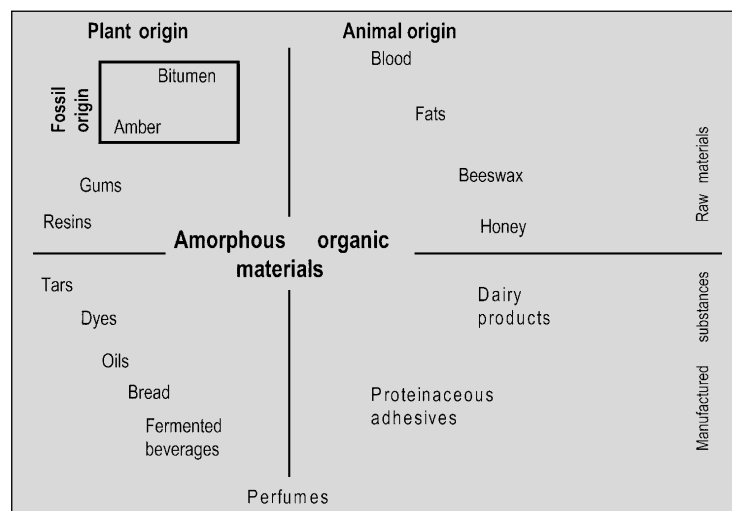 Plant origin
Animal origin
Fossil
origin
Bitumen
Amber
Gums
Resins
Blood
Fats
Beeswax
Honey
Raw materials
Amorphous organic
materials
Tars
Dyes
Oils
Bread
Fermented
beverages
Dairy
products
Proteinaceous
adhesives
Manufactured substances
Perfumes